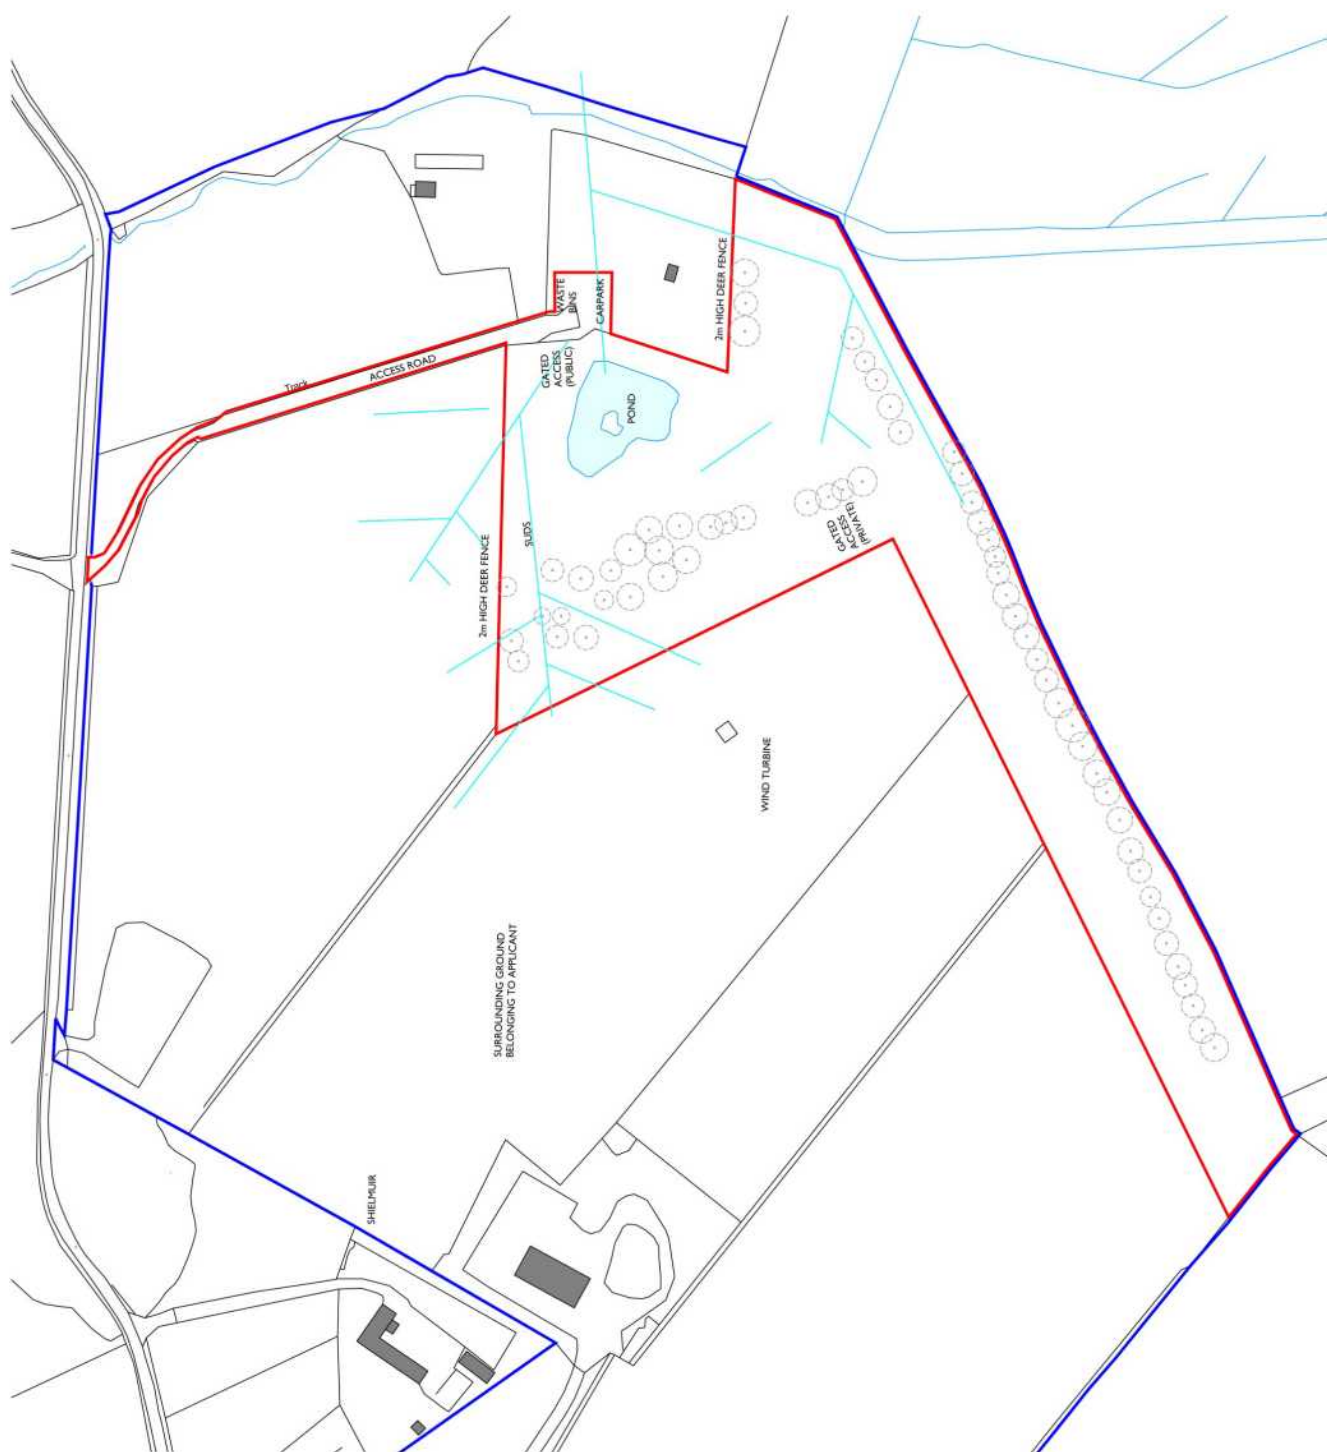 2m HIGH DEER FENCE
WASTE
BINS
CARPARK
Track
ACCESS ROAD
GATED
ACCESS
(PUBLIC)
POND
SUDS
2m HIGH DEER FENCE
GATED
ACCESS
(PRIVATE)
WIND TURBINE
SURROUNDING GROUND
BELONGING TO APPLICANT
SHIELMUIR